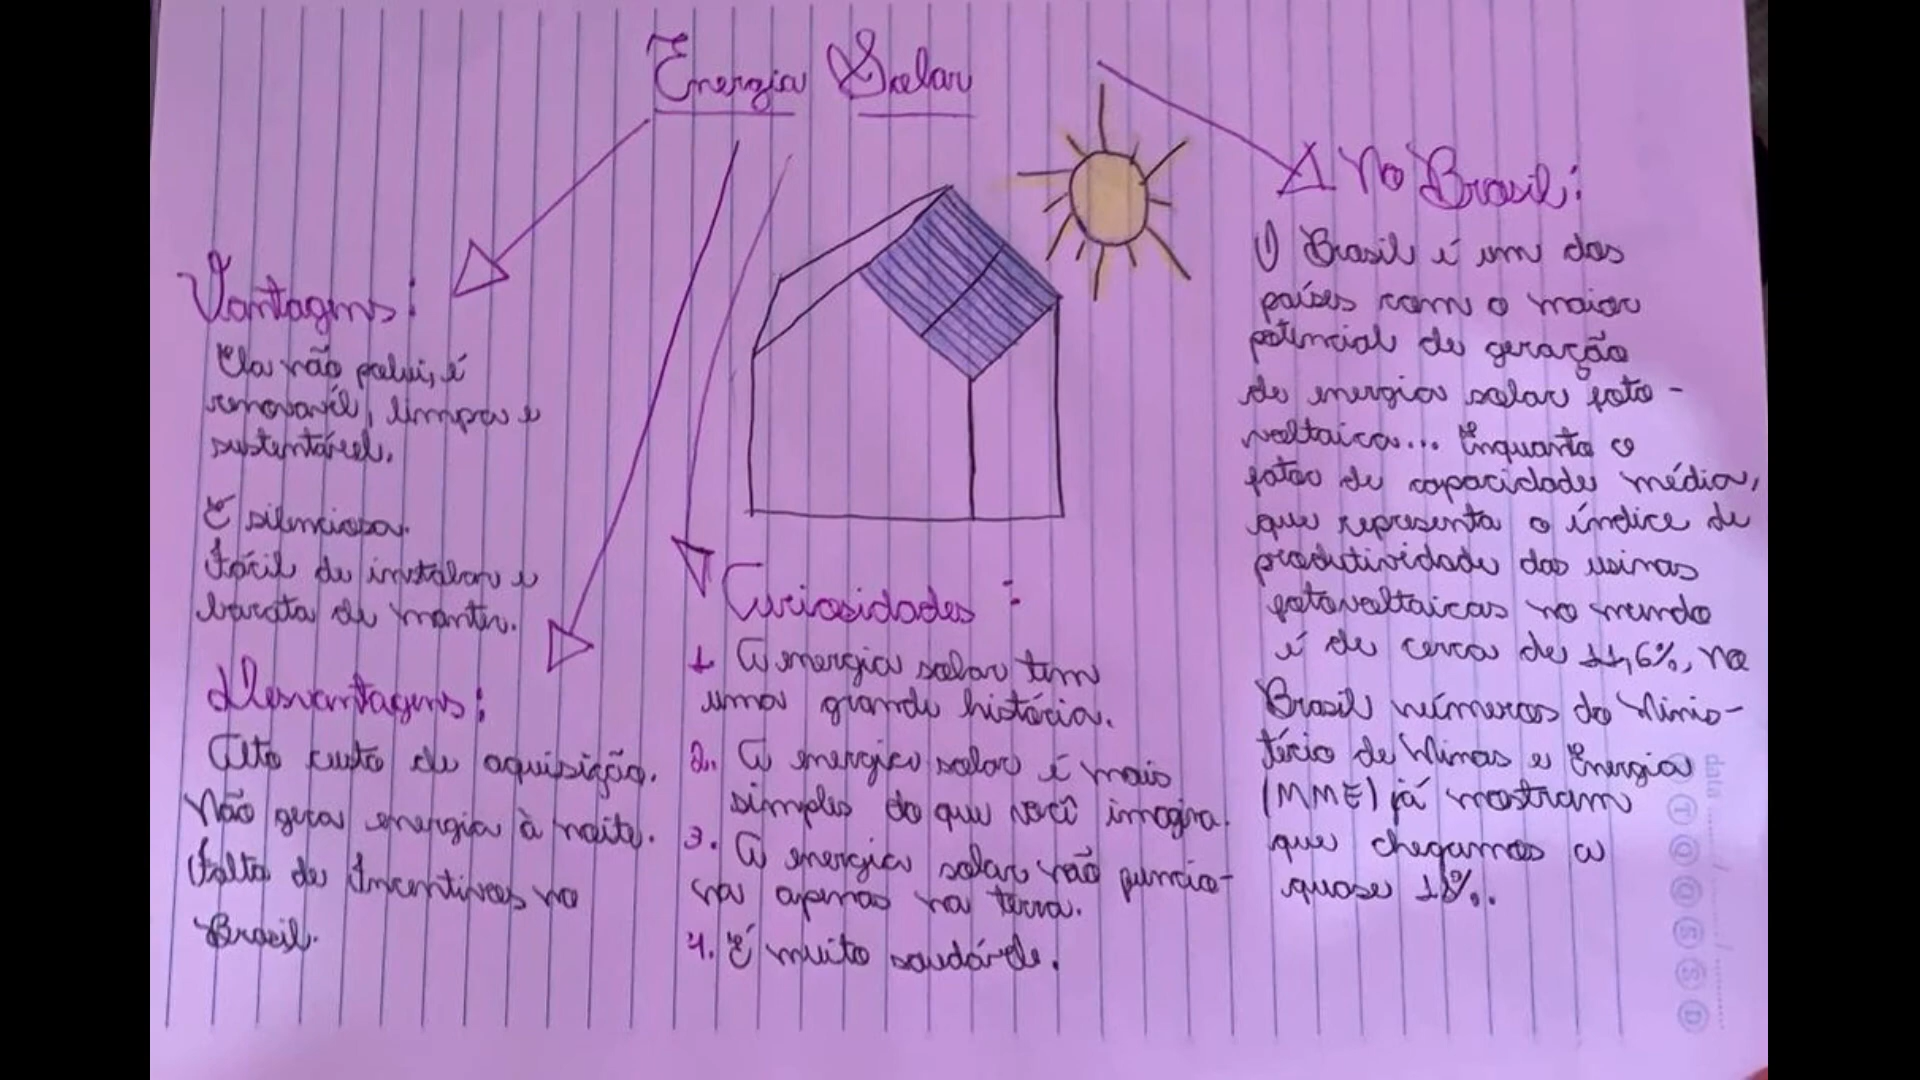 Energia Solar
Vantagens:
Ela não polui, é
renovavél, limpa e
sustentável.
É silenciosa.
Fácil de instalar e
barata de manter.
Desvantagens:
Alto custo de aquisição.
Não gera energia à noite.
Falta de Incentivos no
Brasil.
Curiosidades:
1. A energia solar tem
uma grande história.
2. A energia solar é mais
simples do que você imagina.
3. A energia solar não funcio-
na apenas na terra.
4. É muito saudável.
No Brasil:
O Brasil é um dos
países com o maior
potencial de geração
de energia solar foto-
voltaica... Enquanto o
fator de capacidade média,
que representa o índice de
produtividade das usinas
fotovoltaicas no mundo
é de cerca de 11,6%, no
Brasil números do Minis-
tério de Minas e Energia
(MME) já mostram
que chegamos a
quase 18%.
data ....../....../......
S T Q Q S S D